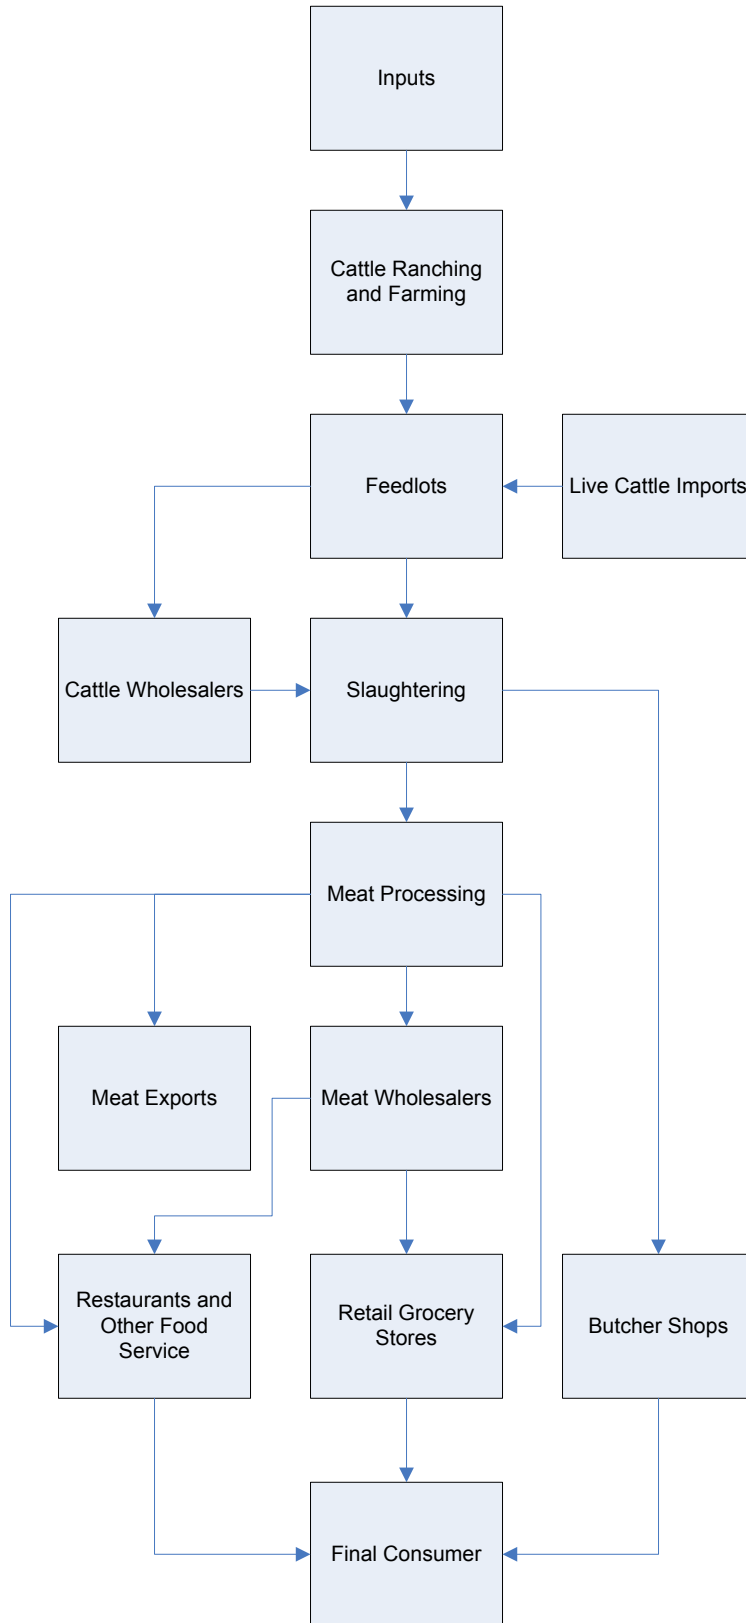 Inputs
Cattle Ranching
and Farming
Feedlots
Live Cattle Imports
Cattle Wholesalers
Slaughtering
Meat Processing
Meat Exports
Meat Wholesalers
Restaurants and
Other Food
Service
Retail Grocery
Stores
Butcher Shops
Final Consumer